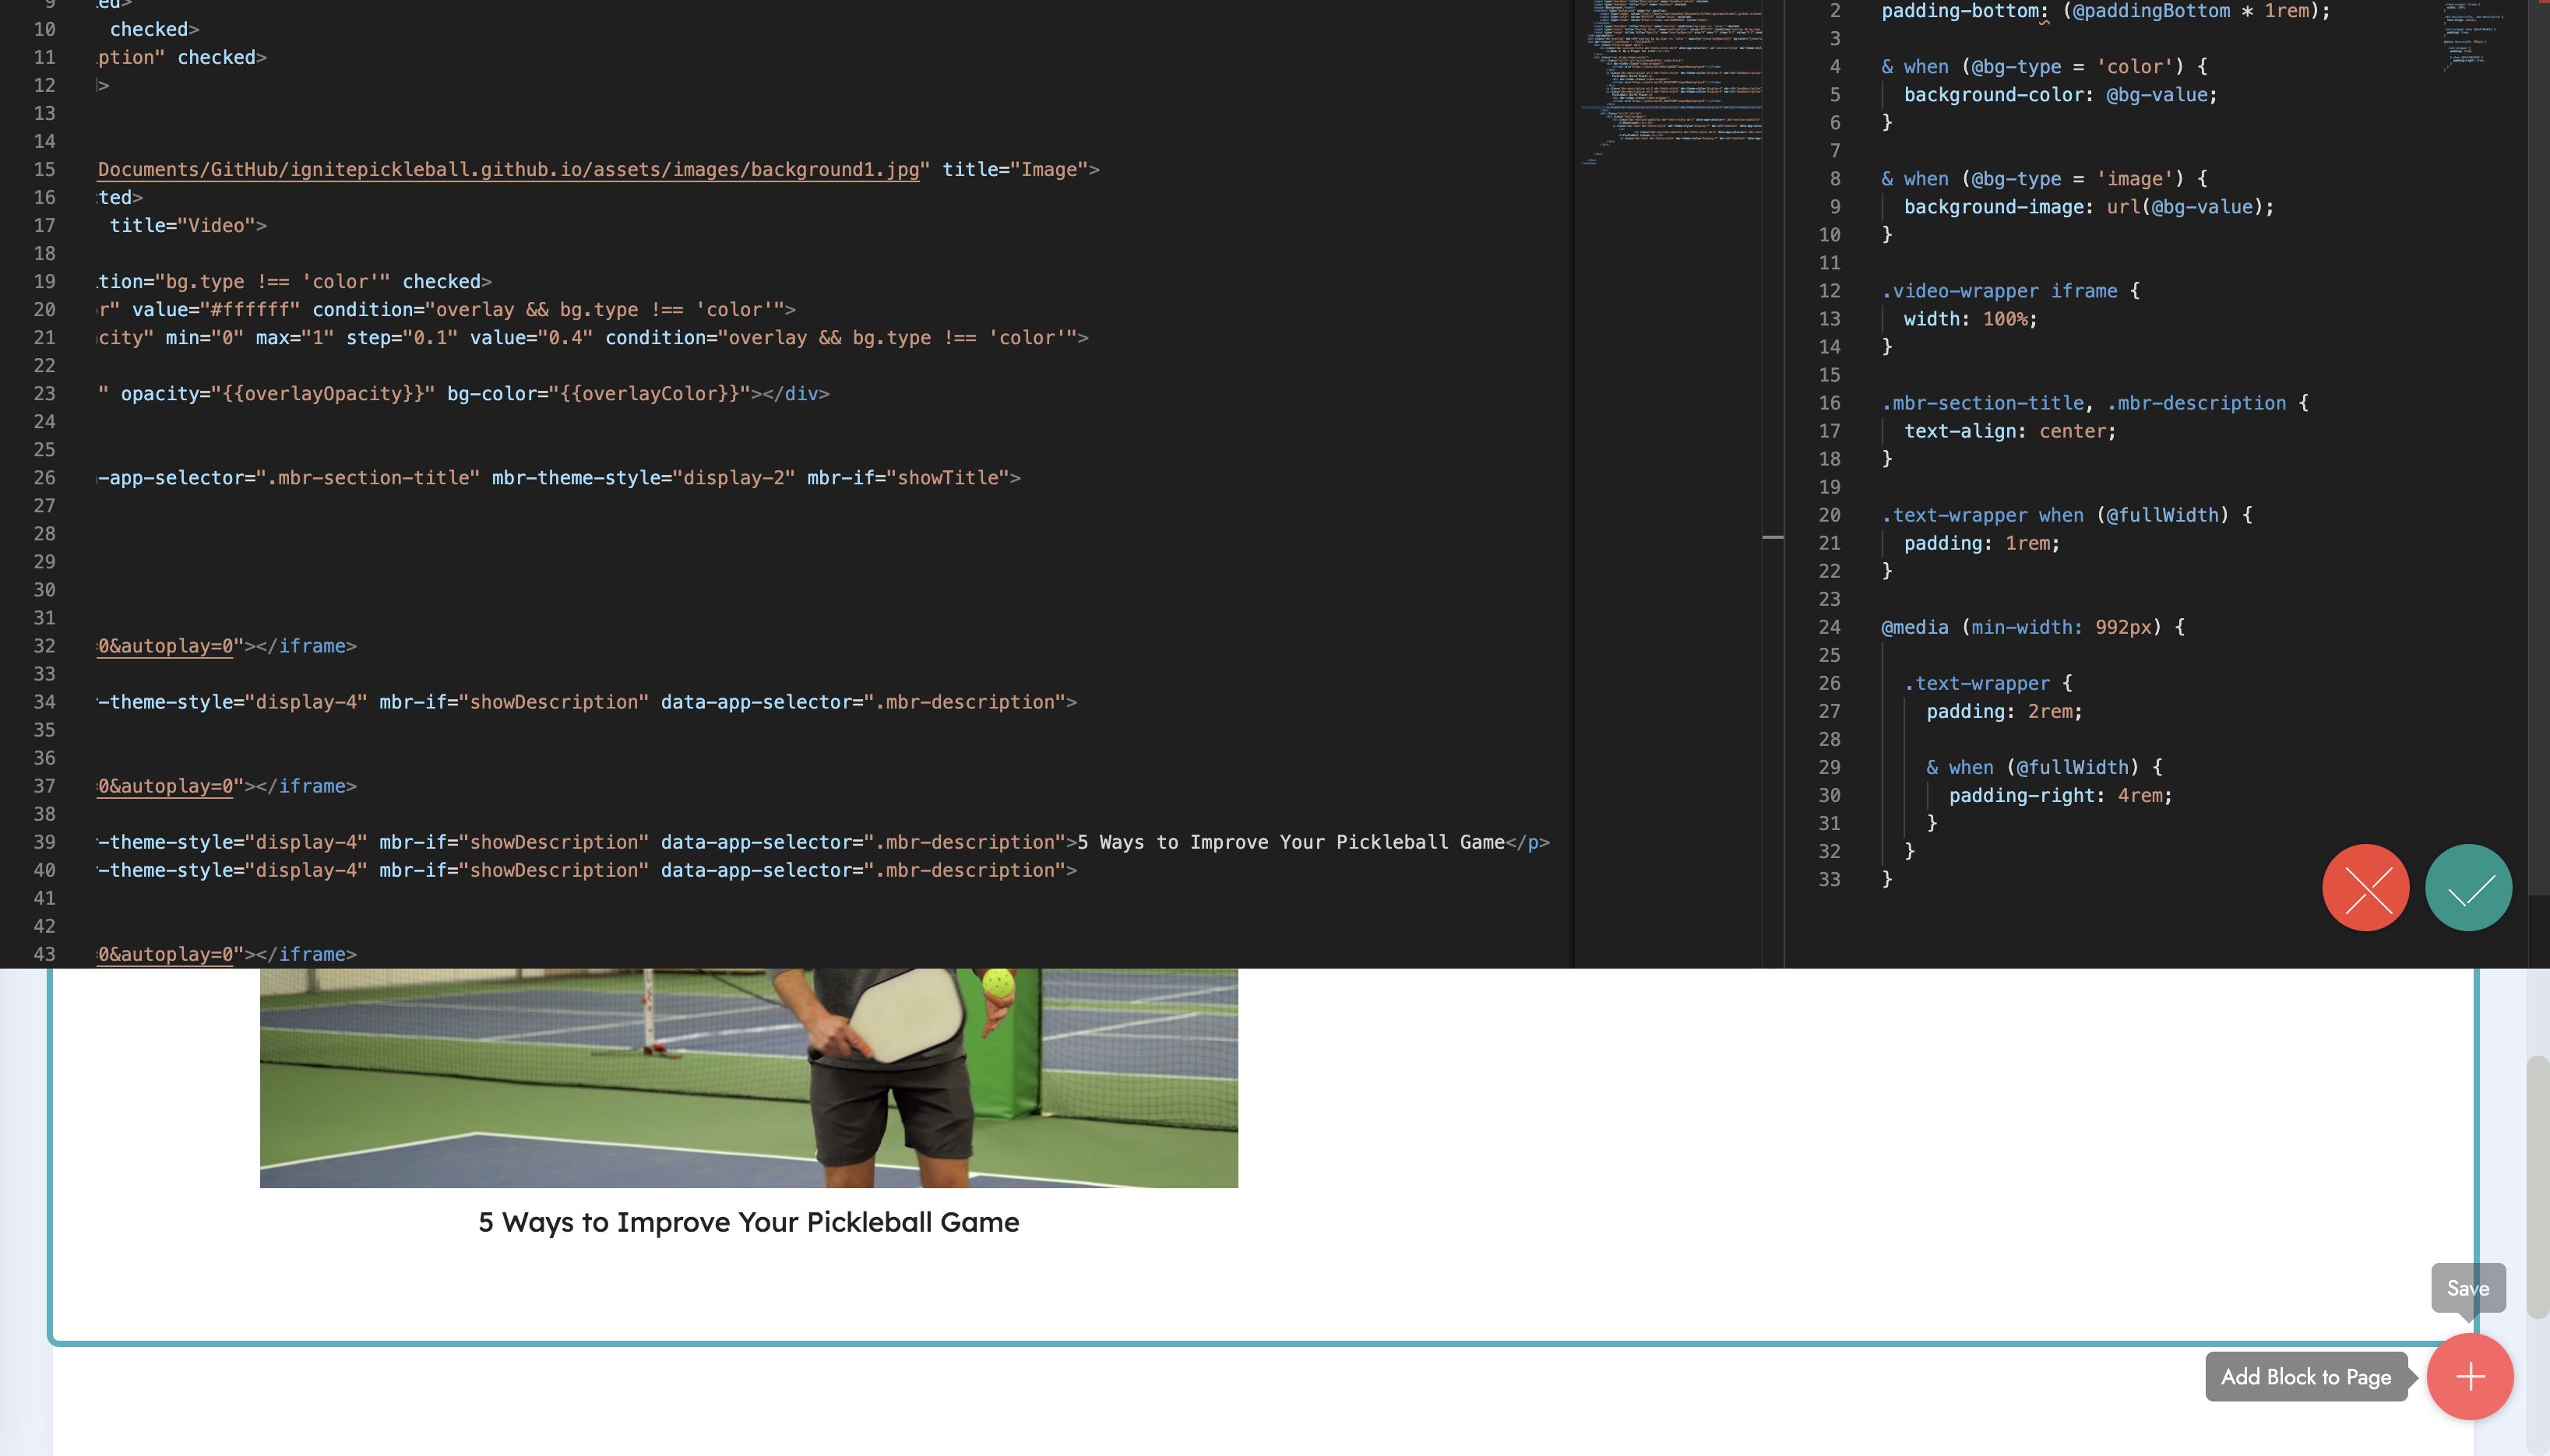 9 ed>
10 checked>
11 ption" checked>
12 >
13
14
15 Documents/GitHub/ignitepickleball.github.io/assets/images/background1.jpg" title="Image">
16 ted>
17 title="Video">
18
19 tion="bg.type !== 'color'" checked>
20 r" value="#ffffff" condition="overlay && bg.type !== 'color'">
21 city" min="0" max="1" step="0.1" value="0.4" condition="overlay && bg.type !== 'color'">
22
23 " opacity="{{overlayOpacity}}" bg-color="{{overlayColor}}"></div>
24
25
26 -app-selector=".mbr-section-title" mbr-theme-style="display-2" mbr-if="showTitle">
27
28
29
30
31
32 0&autoplay=0"></iframe>
33
34 -theme-style="display-4" mbr-if="showDescription" data-app-selector=".mbr-description">
35
36
37 0&autoplay=0"></iframe>
38
39 -theme-style="display-4" mbr-if="showDescription" data-app-selector=".mbr-description">5 Ways to Improve Your Pickleball Game</p>
40 -theme-style="display-4" mbr-if="showDescription" data-app-selector=".mbr-description">
41
42
43 0&autoplay=0"></iframe>
2 padding-bottom: (@paddingBottom * 1rem);
3
4 & when (@bg-type = 'color') {
5 background-color: @bg-value;
6 }
7
8 & when (@bg-type = 'image') {
9 background-image: url(@bg-value);
10 }
11
12 .video-wrapper iframe {
13 width: 100%;
14 }
15
16 .mbr-section-title, .mbr-description {
17 text-align: center;
18 }
19
20 .text-wrapper when (@fullWidth) {
21 padding: 1rem;
22 }
23
24 @media (min-width: 992px) {
25
26 .text-wrapper {
27 padding: 2rem;
28
29 & when (@fullWidth) {
30 padding-right: 4rem;
31 }
32 }
33 }
5 Ways to Improve Your Pickleball Game
Save
Add Block to Page